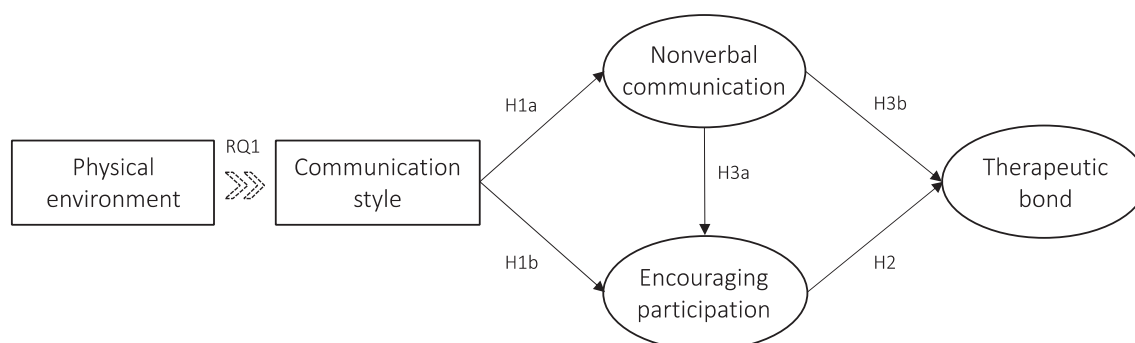 Nonverbal
communication
H1a
H3b
RQ1
Physical
environment
Communication
style
H3a
Therapeutic
bond
H1b
H2
Encouraging
participation